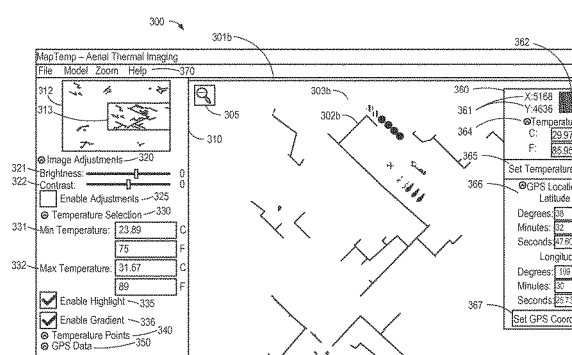 300
301b
362
MapTemp – Aerial Thermal Imaging
File Model Zoom Help 370
312
313
303b
302b
305
310
360
361
X:5168
Y:4636
364
C: 29.97
F: 85.95
365
Set Temperature
366
GPS Location
Latitude
Degrees: 38
Minutes: 32
Seconds: 47.60
Degrees:
Minutes: 30
367
Set GPS Coord
Image Adjustments 320
321
Brightness: 0
322
Contrast: 0
Enable Adjustments 325
Temperature Selection 330
331
Min Temperature: 23.89 C
75 F
332
Max Temperature: 31.67 C
89 F
Enable Highlight 335
Enable Gradient 336
Temperature Points 340
GPS Data 350